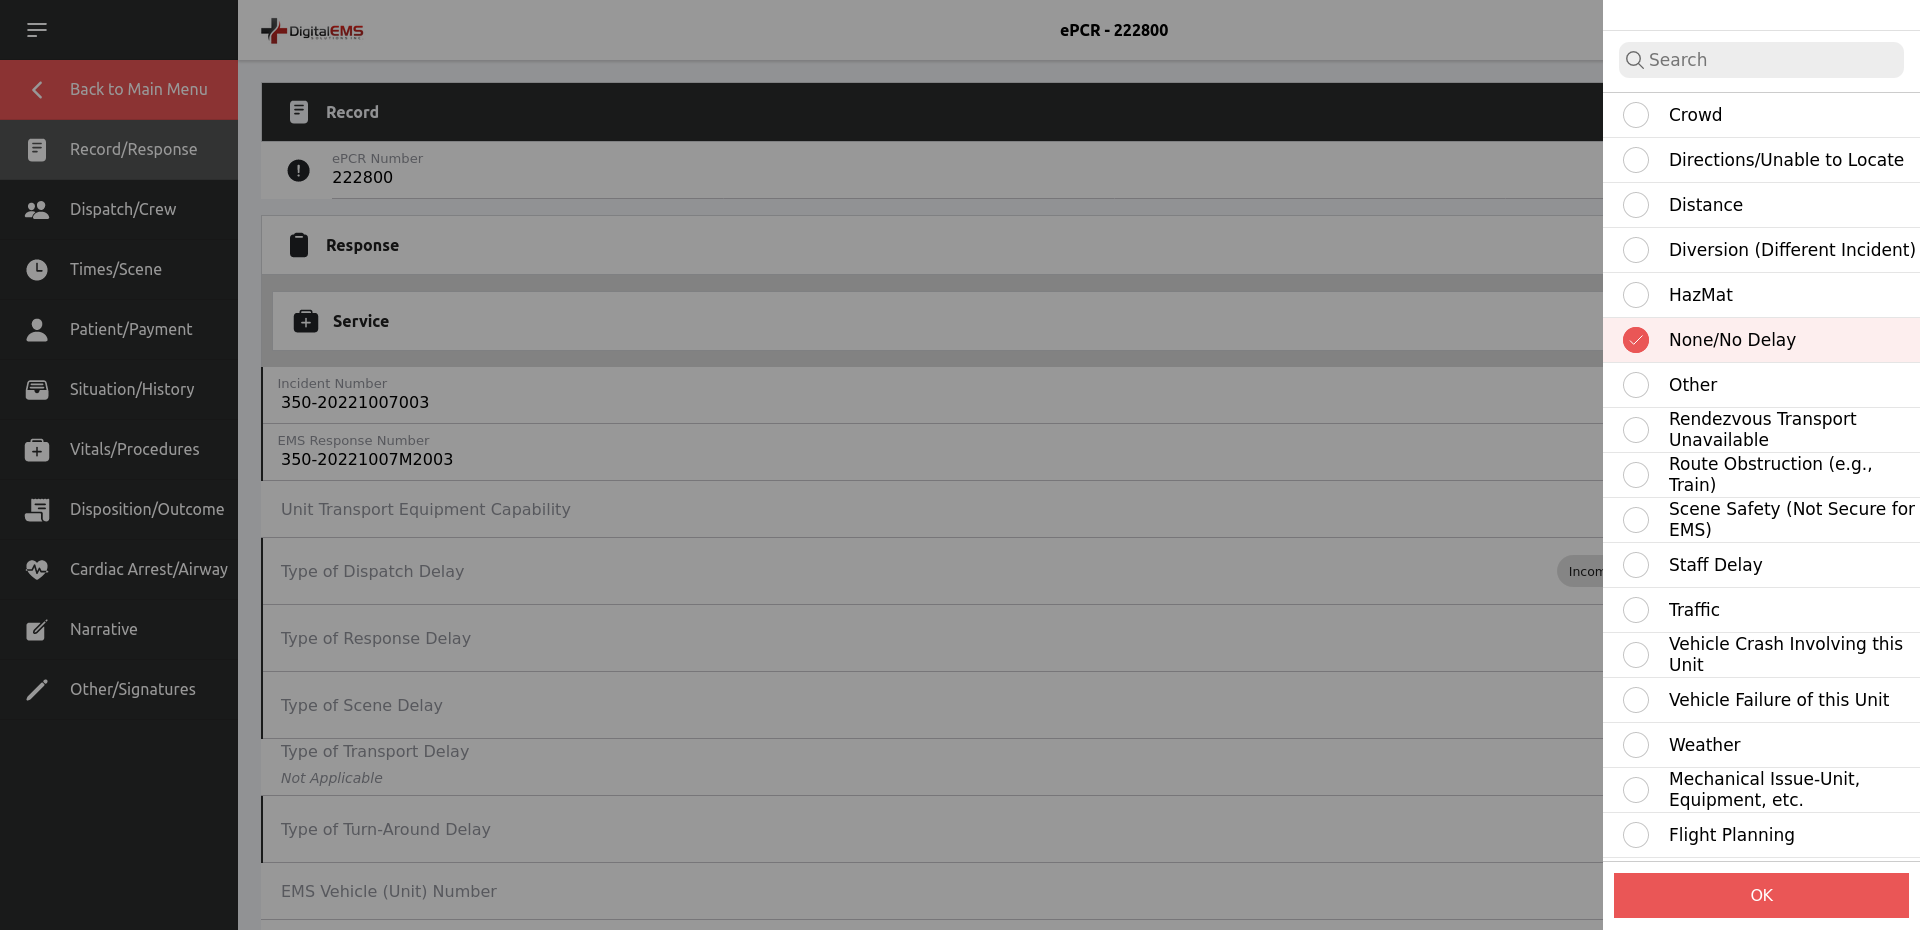 DigitalEMS
ePCR - 222800
Search
Back to Main Menu
Record/Response
Dispatch/Crew
Times/Scene
Patient/Payment
Situation/History
Vitals/Procedures
Disposition/Outcome
Cardiac Arrest/Airway
Narrative
Other/Signatures
Record
ePCR Number
222800
Response
Service
Incident Number
350-20221007003
EMS Response Number
350-20221007M2003
Unit Transport Equipment Capability
Type of Dispatch Delay
Incom
Type of Response Delay
Type of Scene Delay
Type of Transport Delay
Not Applicable
Type of Turn-Around Delay
EMS Vehicle (Unit) Number
Crowd
Directions/Unable to Locate
Distance
Diversion (Different Incident)
HazMat
None/No Delay
Other
Rendezvous Transport
Unavailable
Route Obstruction (e.g.,
Train)
Scene Safety (Not Secure for
EMS)
Staff Delay
Traffic
Vehicle Crash Involving this
Unit
Vehicle Failure of this Unit
Weather
Mechanical Issue-Unit,
Equipment, etc.
Flight Planning
OK